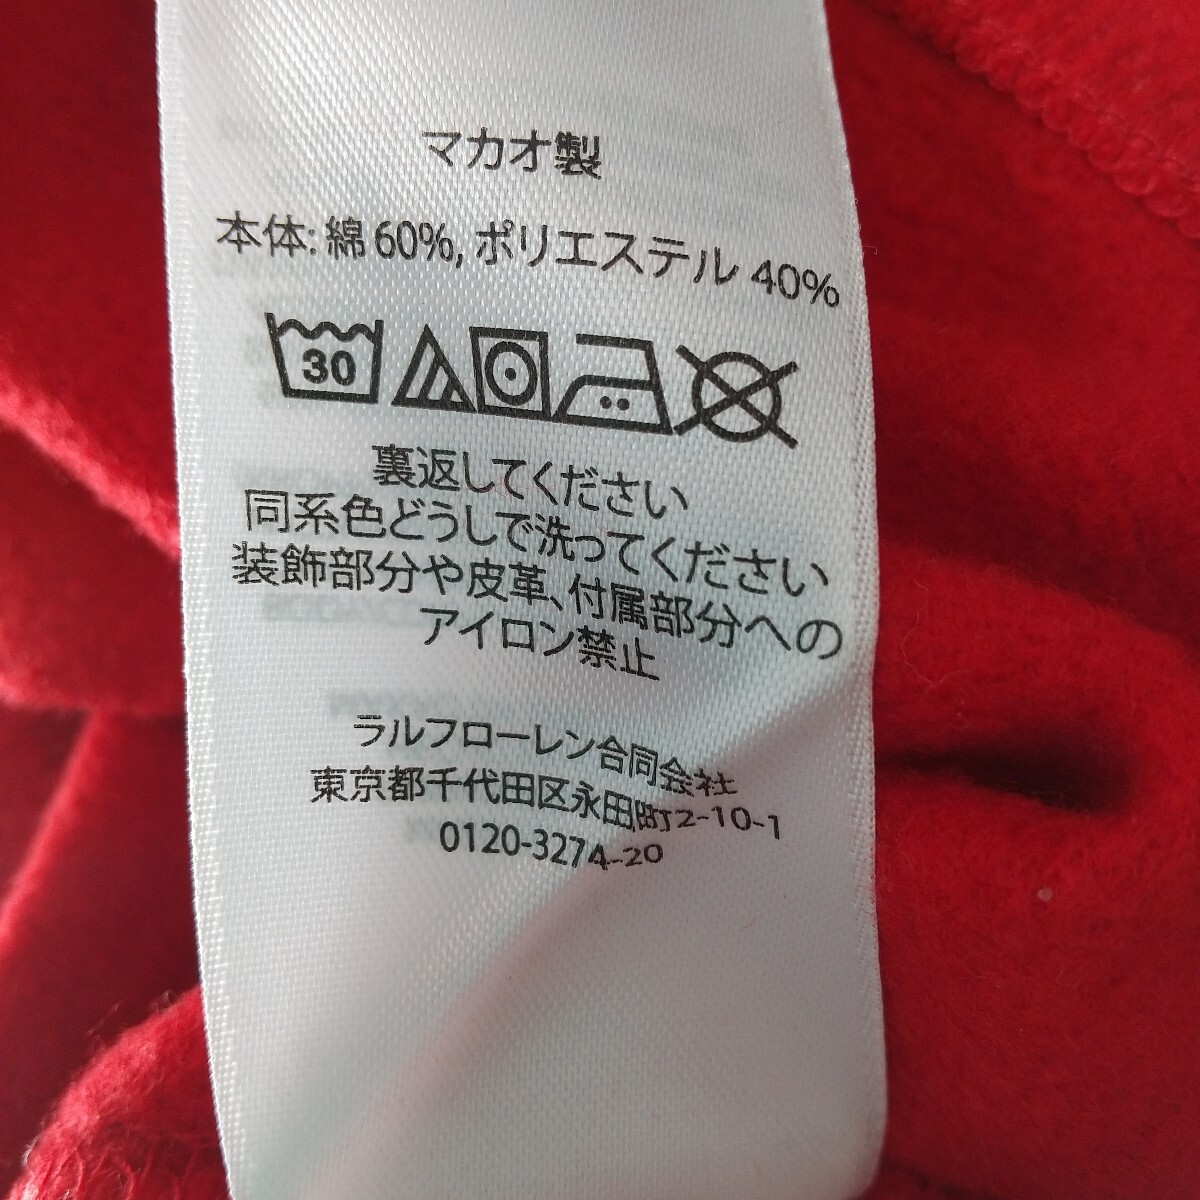 マカオ製
本体: 綿 60%, ポリエステル 40%
30
裏返してください
同系色どうしで洗ってください
装飾部分や皮革、付属部分への
アイロン禁止
ラルフローレン合同会社
東京都千代田区永田町2-10-1
0120-3274-20